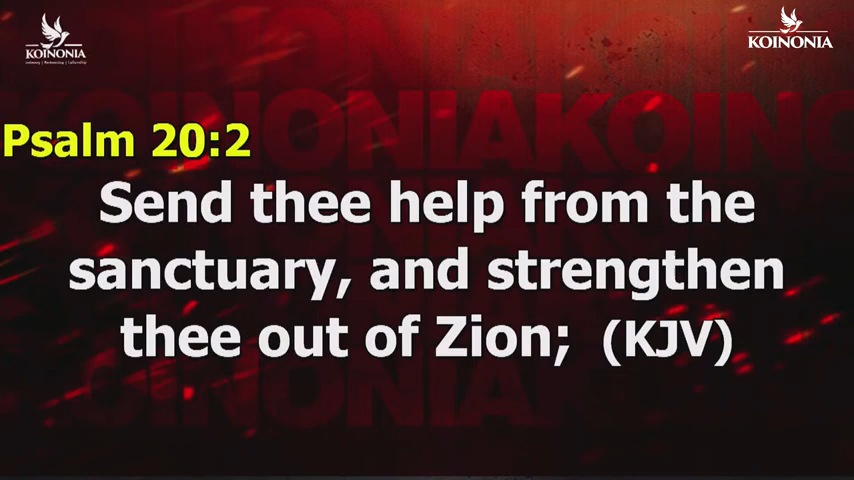 KOINONIA
KOINONIA
Psalm 20:2
Send thee help from the
sanctuary, and strengthen
thee out of Zion; (KJV)